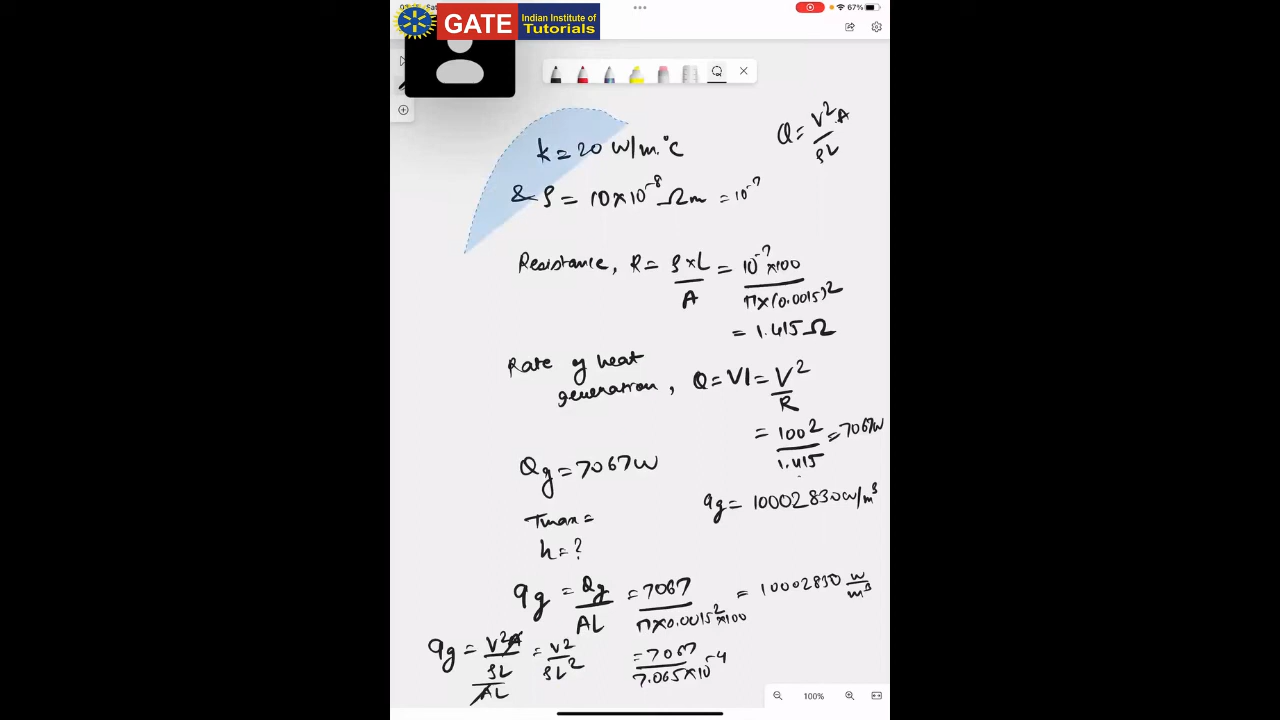 GATE Indian Institute of Tutorials
67%
Q = V²A / ρL
k = 20 W/m.°C
& ρ = 10×10⁻⁸ Ωm = 10⁻⁷
Resistance, R = ρ×L / A = 10⁻⁷×100 / π×(0.0015)²
= 1.415 Ω
Rate of heat generation, Q = VI = V² / R
= 100² / 1.415 = 7067W
Qg = 7067W
qg = 10002830 W/m³
Tmax =
h = ?
qg = Qg / AL = 7067 / π×0.0015²×100 = 10002830 W/m³
qg = V²A / ρL / AL = V² / ρL²
= 7067 / 7.065×10⁻⁴
100%